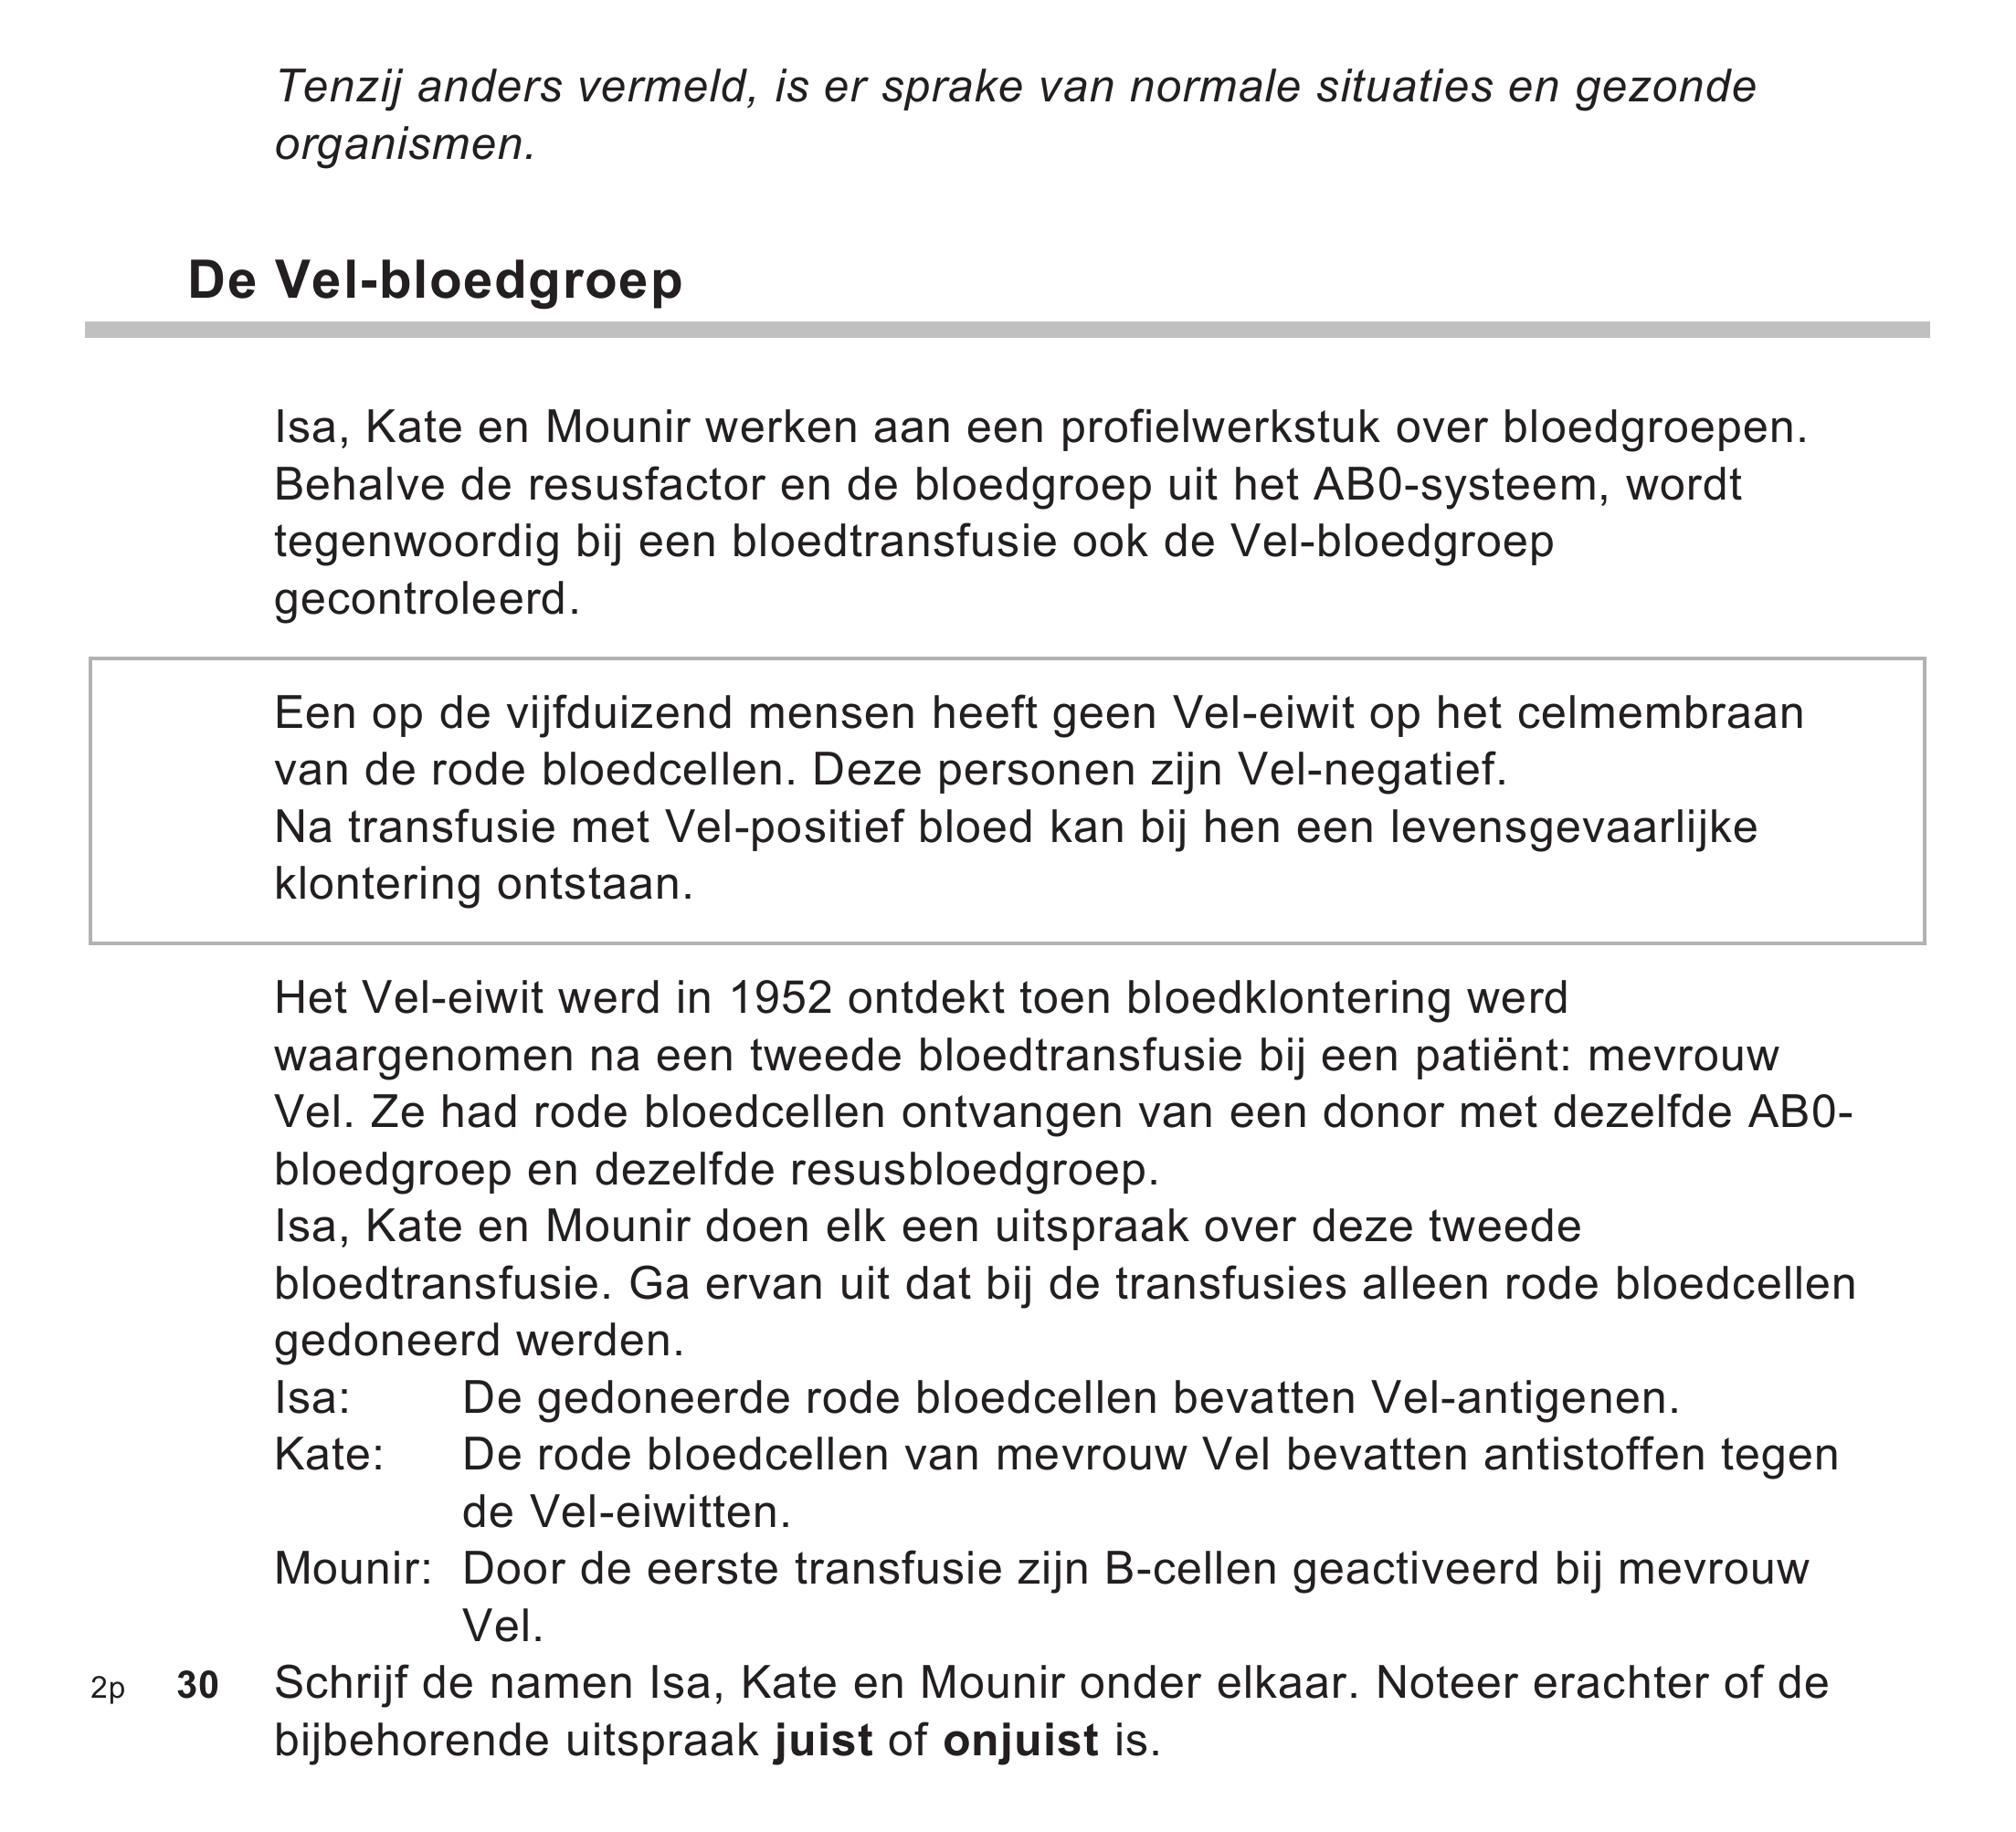 Tenzij anders vermeld, is er sprake van normale situaties en gezonde
organismen.
De Vel-bloedgroep
Isa, Kate en Mounir werken aan een profielwerkstuk over bloedgroepen.
Behalve de resusfactor en de bloedgroep uit het AB0-systeem, wordt
tegenwoordig bij een bloedtransfusie ook de Vel-bloedgroep
gecontroleerd.
Een op de vijfduizend mensen heeft geen Vel-eiwit op het celmembraan
van de rode bloedcellen. Deze personen zijn Vel-negatief.
Na transfusie met Vel-positief bloed kan bij hen een levensgevaarlijke
klontering ontstaan.
Het Vel-eiwit werd in 1952 ontdekt toen bloedklontering werd
waargenomen na een tweede bloedtransfusie bij een patiënt: mevrouw
Vel. Ze had rode bloedcellen ontvangen van een donor met dezelfde AB0-
bloedgroep en dezelfde resusbloedgroep.
Isa, Kate en Mounir doen elk een uitspraak over deze tweede
bloedtransfusie. Ga ervan uit dat bij de transfusies alleen rode bloedcellen
gedoneerd werden.
Isa: De gedoneerde rode bloedcellen bevatten Vel-antigenen.
Kate: De rode bloedcellen van mevrouw Vel bevatten antistoffen tegen
de Vel-eiwitten.
Mounir: Door de eerste transfusie zijn B-cellen geactiveerd bij mevrouw
Vel.
2p 30 Schrijf de namen Isa, Kate en Mounir onder elkaar. Noteer erachter of de
bijbehorende uitspraak juist of onjuist is.